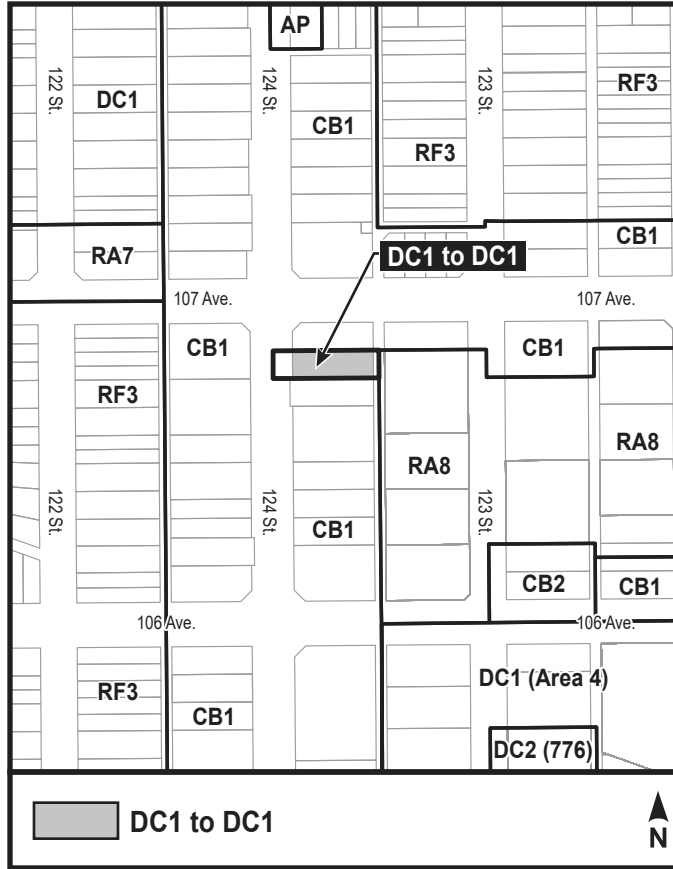 AP
122 St.
124 St.
123 St.
RF3
DC1
CB1
RF3
CB1
RA7
DC1 to DC1
107 Ave.
107 Ave.
CB1
CB1
RF3
RA8
RA8
122 St.
124 St.
123 St.
CB1
CB2
CB1
106 Ave.
106 Ave.
DC1 (Area 4)
RF3
CB1
DC2 (776)
DC1 to DC1
N